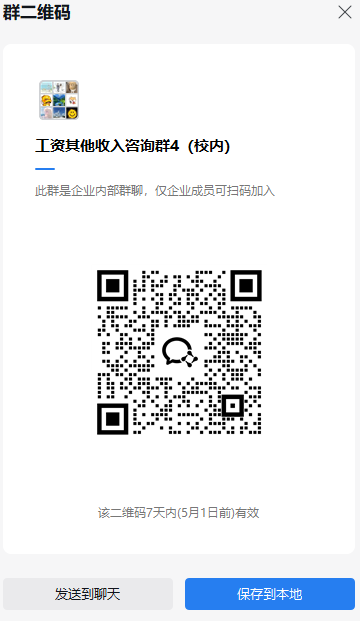 群二维码
工资其他收入咨询群4（校内）
此群是企业内部群聊，仅企业成员可扫码加入
该二维码7天内(5月1日前)有效
发送到聊天
保存到本地